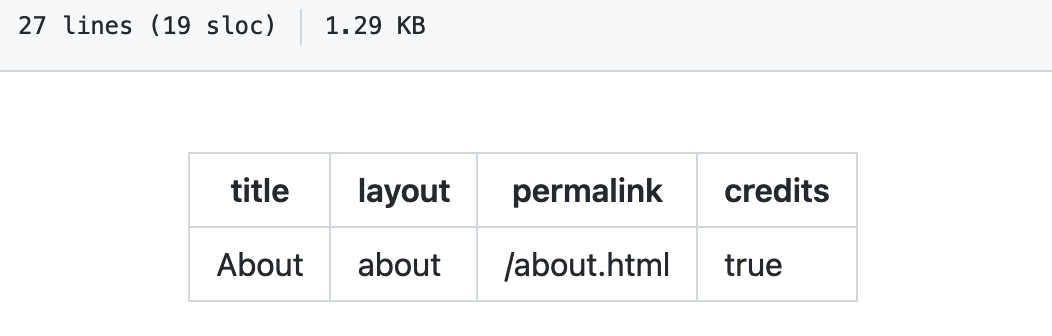 27 lines (19 sloc) 1.29 KB
title layout permalink credits
About about /about.html true